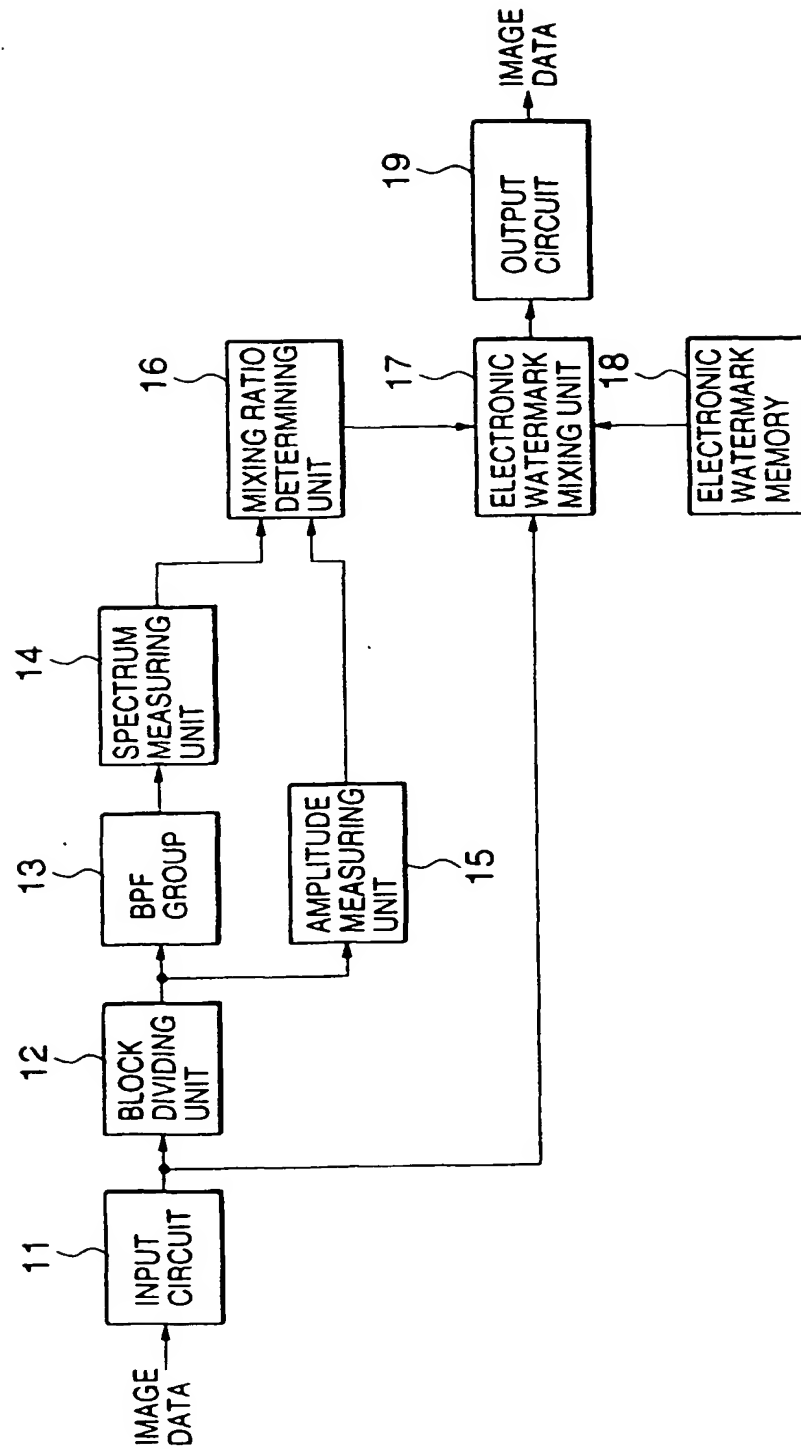 IMAGE
DATA
11
INPUT
CIRCUIT
12
BLOCK
DIVIDING
UNIT
13
BPF
GROUP
14
SPECTRUM
MEASURING
UNIT
AMPLITUDE
MEASURING
UNIT
15
16
MIXING RATIO
DETERMINING
UNIT
17
ELECTRONIC
WATERMARK
MIXING UNIT
18
ELECTRONIC
WATERMARK
MEMORY
19
OUTPUT
CIRCUIT
IMAGE
DATA